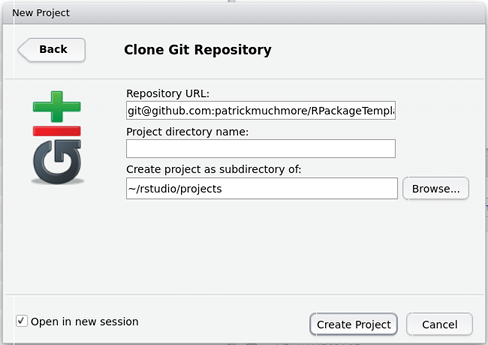 New Project
Back
Clone Git Repository
Repository URL:
git@github.com:patrickmuchmore/RPackageTempl
Project directory name:
Create project as subdirectory of:
~/rstudio/projects
Browse...
git
Open in new session
Create Project
Cancel